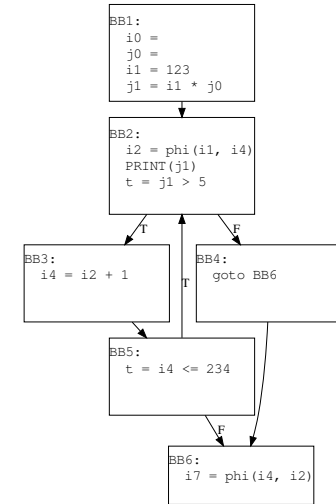 BB1:
i0 =
j0 =
i1 = 123
j1 = i1 * j0
BB2:
i2 = phi(i1, i4)
PRINT(j1)
t = j1 > 5
T
F
BB3:
i4 = i2 + 1
BB4:
goto BB6
T
BB5:
t = i4 <= 234
F
BB6:
i7 = phi(i4, i2)